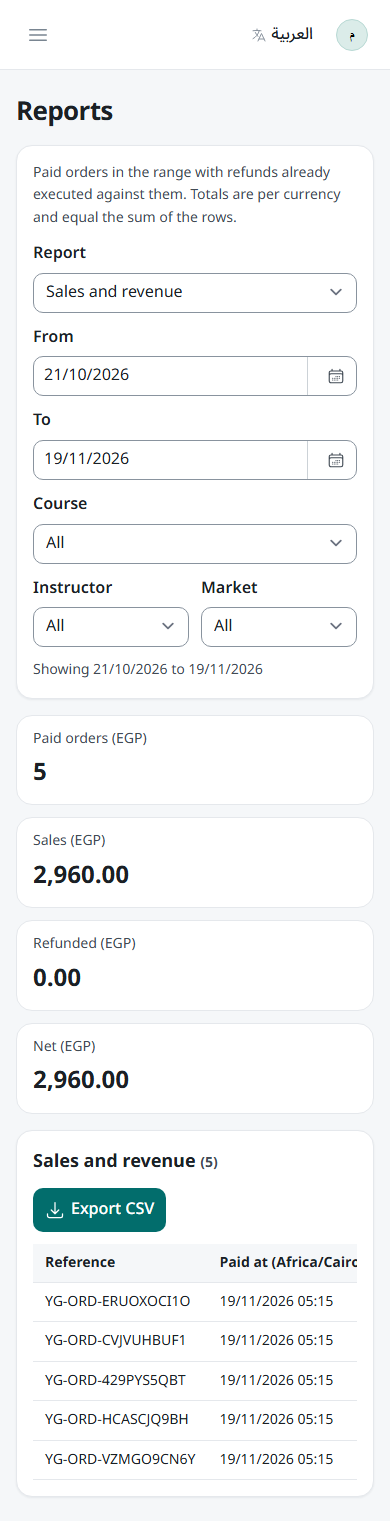 العربية
م
Reports
Paid orders in the range with refunds already
executed against them. Totals are per currency
and equal the sum of the rows.
Report
Sales and revenue
From
21/10/2026
To
19/11/2026
Course
All
Instructor Market
All All
Showing 21/10/2026 to 19/11/2026
Paid orders (EGP)
5
Sales (EGP)
2,960.00
Refunded (EGP)
0.00
Net (EGP)
2,960.00
Sales and revenue (5)
Export CSV
Reference Paid at (Africa/Cairo
YG-ORD-ERUOXOCI1O 19/11/2026 05:15
YG-ORD-CVJVUHBUF1 19/11/2026 05:15
YG-ORD-429PYS5QBT 19/11/2026 05:15
YG-ORD-HCASCJQ9BH 19/11/2026 05:15
YG-ORD-VZMGO9CN6Y 19/11/2026 05:15